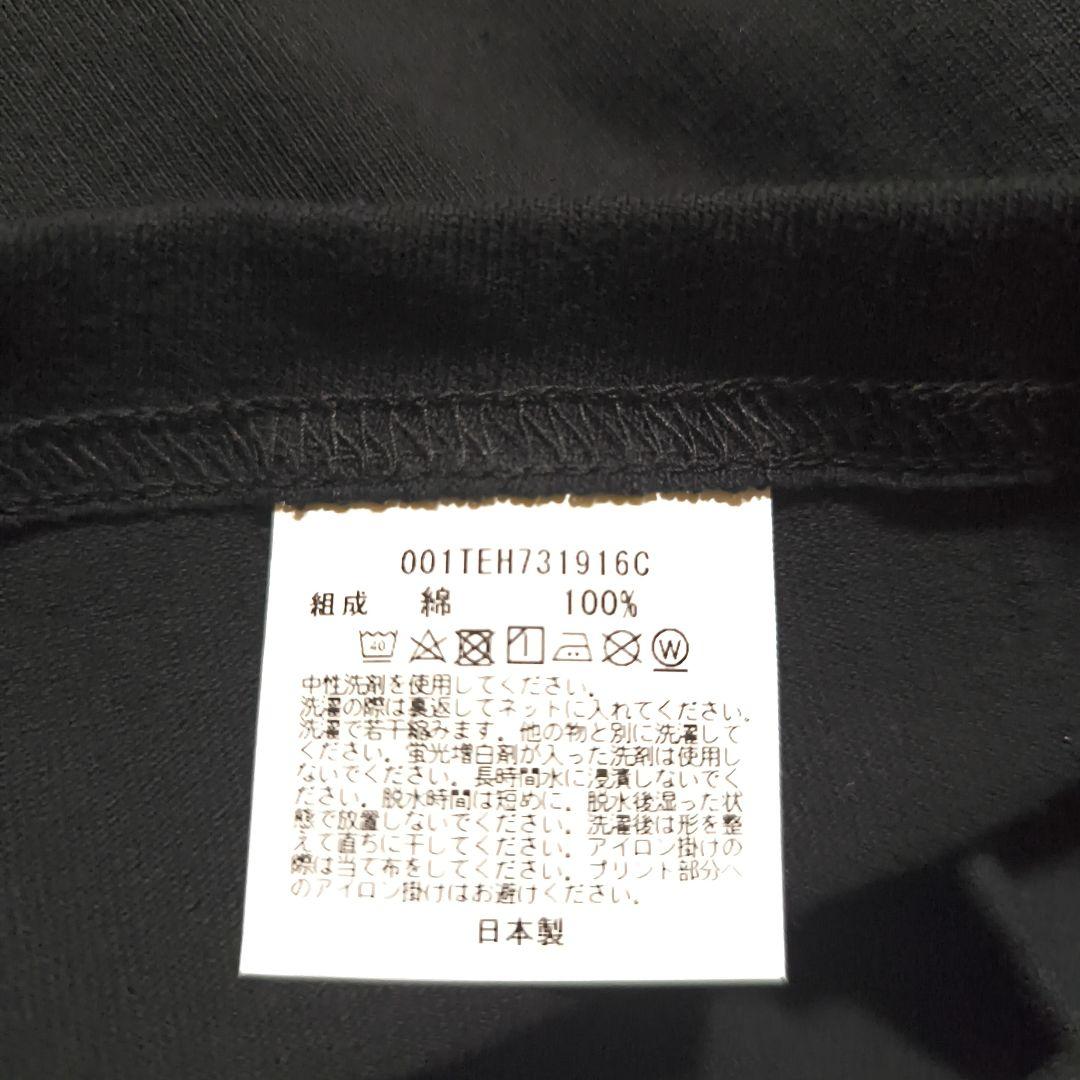 001TEH731916C
組成 綿 100%
40 W
中性洗剤を使用してください.
洗濯の際は裏返してネットに入れてください.
洗濯で若干縮みます. 他の物と別に洗濯して
ください. 蛍光増白剤が入った洗剤は使用し
ないでください. 長時間水に浸漬しないでく
ださい. 脱水時間は短めに. 脱水後湿った状
態で放置しないでください. 洗濯後は形を整
えて直ちに干してください. アイロン掛けの
際は当て布をしてください. プリント部分へ
のアイロン掛けはお避けください.
日本製